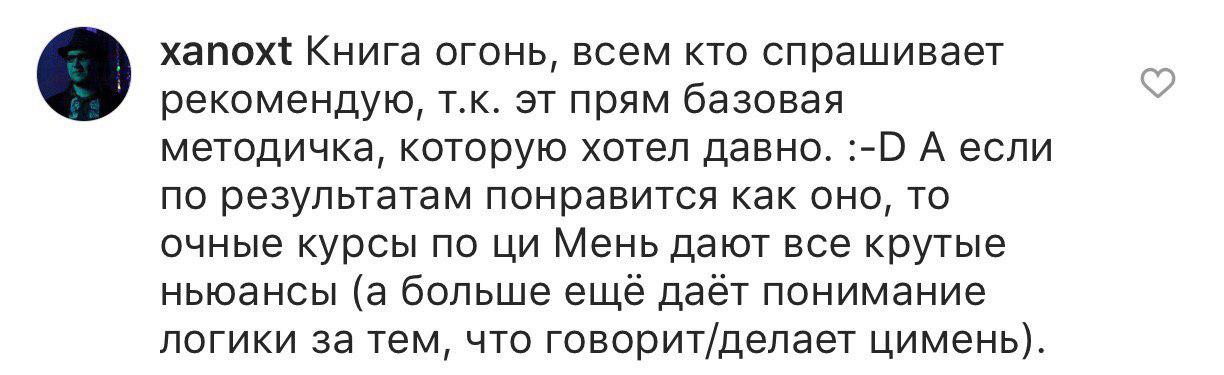 xanoxt Книга огонь, всем кто спрашивает
рекомендую, т.к. эт прям базовая
методичка, которую хотел давно. :-D А если
по результатам понравится как оно, то
очные курсы по ци Мень дают все крутые
ньюансы (а больше ещё даёт понимание
логики за тем, что говорит/делает цимень).